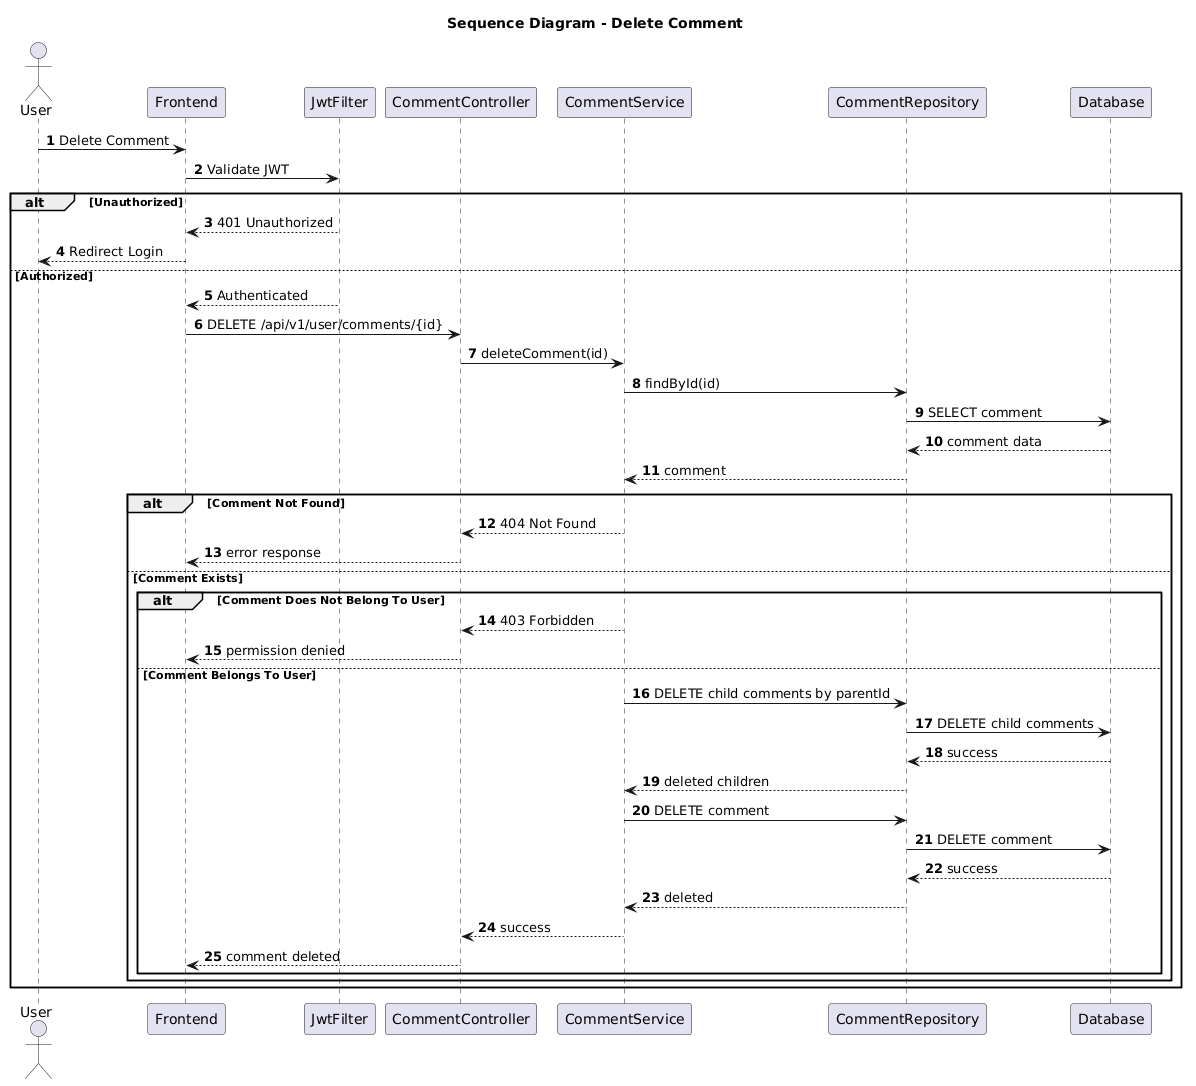 Sequence Diagram - Delete Comment
User
Frontend
JwtFilter
CommentController
CommentService
CommentRepository
Database
1 Delete Comment
2 Validate JWT
alt [Unauthorized]
3 401 Unauthorized
4 Redirect Login
[Authorized]
5 Authenticated
6 DELETE /api/v1/user/comments/{id}
7 deleteComment(id)
8 findById(id)
9 SELECT comment
10 comment data
11 comment
alt [Comment Not Found]
12 404 Not Found
13 error response
[Comment Exists]
alt [Comment Does Not Belong To User]
14 403 Forbidden
15 permission denied
[Comment Belongs To User]
16 DELETE child comments by parentId
17 DELETE child comments
18 success
19 deleted children
20 DELETE comment
21 DELETE comment
22 success
23 deleted
24 success
25 comment deleted
User
Frontend
JwtFilter
CommentController
CommentService
CommentRepository
Database